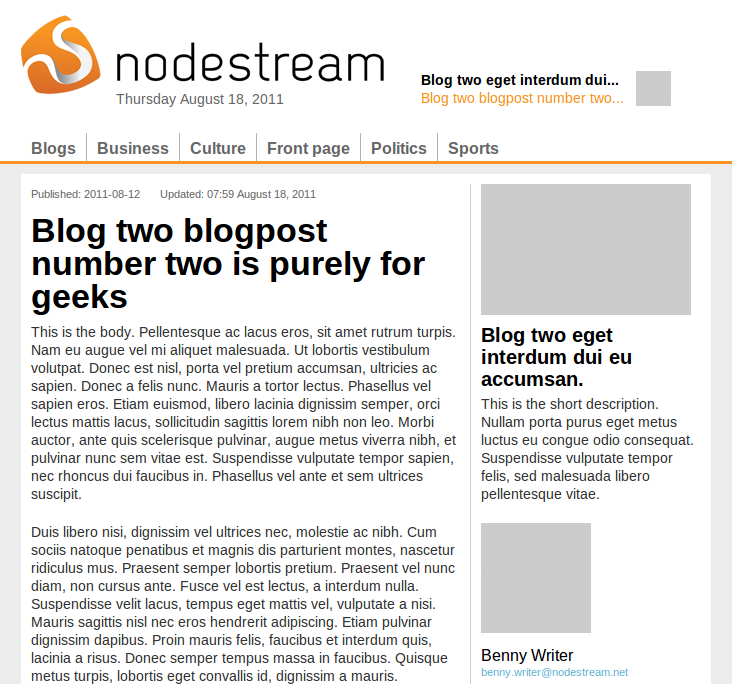 nodestream
Thursday August 18, 2011
Blog two eget interdum dui...
Blog two blogpost number two...
Blogs
Business
Culture
Front page
Politics
Sports
Published: 2011-08-12
Updated: 07:59 August 18, 2011
Blog two blogpost
number two is purely for
geeks
This is the body. Pellentesque ac lacus eros, sit amet rutrum turpis.
Nam eu augue vel mi aliquet malesuada. Ut lobortis vestibulum
volutpat. Donec est nisl, porta vel pretium accumsan, ultricies ac
sapien. Donec a felis nunc. Mauris a tortor lectus. Phasellus vel
sapien eros. Etiam euismod, libero lacinia dignissim semper, orci
lectus mattis lacus, sollicitudin sagittis lorem nibh non leo. Morbi
auctor, ante quis scelerisque pulvinar, augue metus viverra nibh, et
pulvinar nunc sem vitae est. Suspendisse vulputate tempor sapien,
nec rhoncus dui faucibus in. Phasellus vel ante et sem ultrices
suscipit.
Duis libero nisi, dignissim vel ultrices nec, molestie ac nibh. Cum
sociis natoque penatibus et magnis dis parturient montes, nascetur
ridiculus mus. Praesent semper lobortis pretium. Praesent vel nunc
diam, non cursus ante. Fusce vel est lectus, a interdum nulla.
Suspendisse velit lacus, tempus eget mattis vel, vulputate a nisi.
Mauris sagittis nisl nec eros hendrerit adipiscing. Etiam pulvinar
dignissim dapibus. Proin mauris felis, faucibus et interdum quis,
lacinia a risus. Donec semper tempus massa in faucibus. Quisque
metus turpis, lobortis eget convallis id, dignissim a mauris.
Blog two eget
interdum dui eu
accumsan.
This is the short description.
Nullam porta purus eget metus
luctus eu congue odio consequat.
Suspendisse vulputate tempor
felis, sed malesuada libero
pellentesque vitae.
Benny Writer
benny.writer@nodestream.net